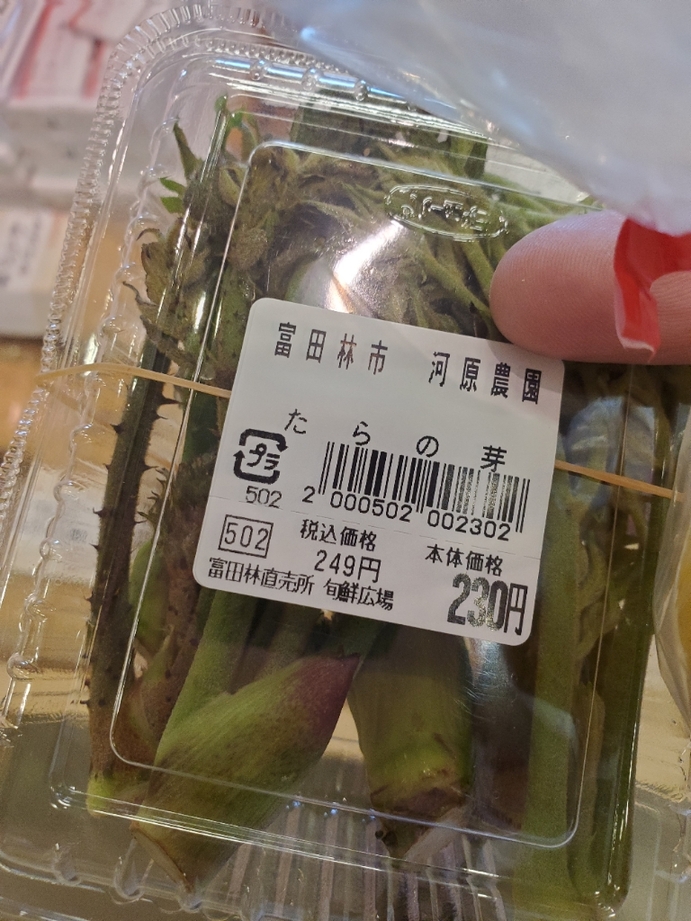 富田林市 河原農園
たらの芽
プラ
502
2 000502 002302
502
税込価格
249円
本体価格
230円
富田林直売所 旬鮮広場